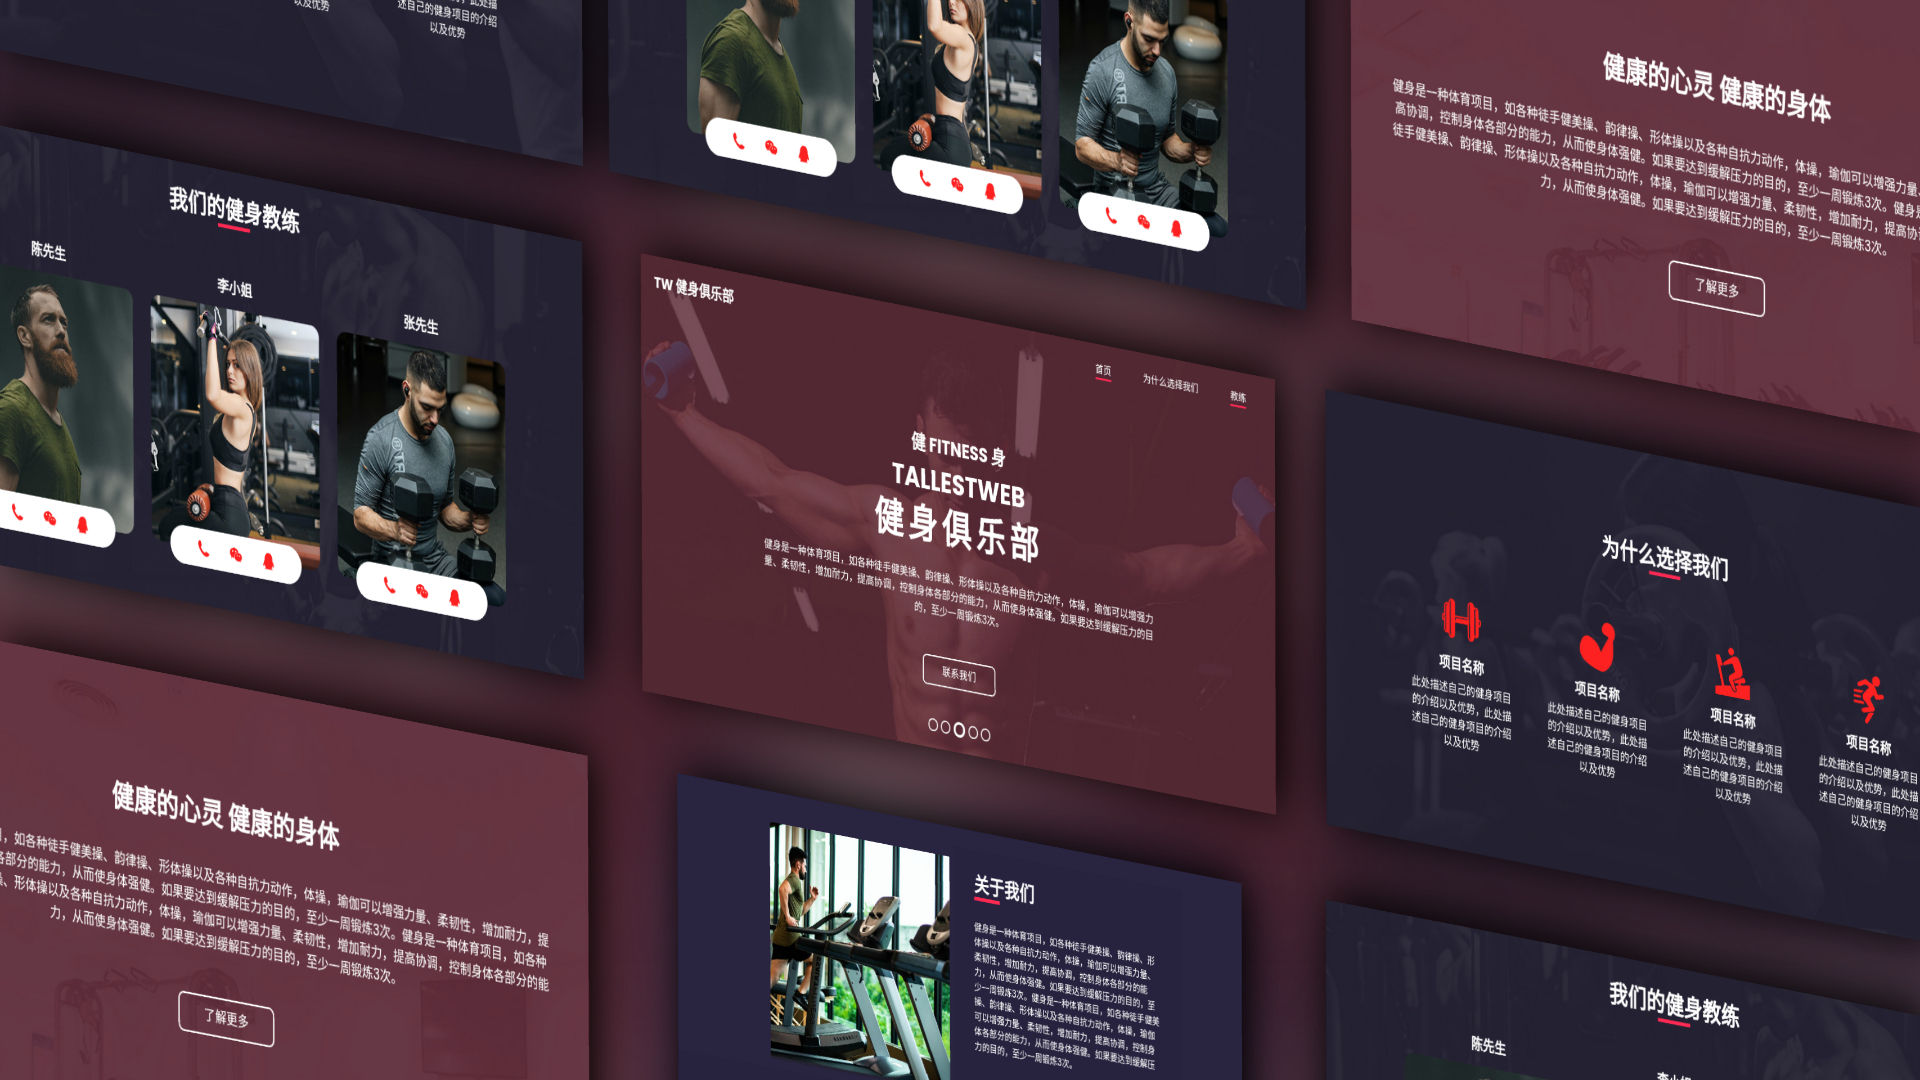 以及优势
此处描
述自己的健身项目的介绍
以及优势
我们的健身教练
陈先生
李小姐
张先生
健康的心灵 健康的身体
，如各种徒手健美操、韵律操、形体操以及各种自抗力动作，体操，瑜伽可以增强力量、柔韧性，增加耐力，提
各部分的能力，从而使身体强健。如果要达到缓解压力的目的，至少一周锻炼3次。健身是一种体育项目，如各种
、形体操以及各种自抗力动作，体操，瑜伽可以增强力量、柔韧性，增加耐力，提高协调，控制身体各部分的能
力，从而使身体强健。如果要达到缓解压力的目的，至少一周锻炼3次。
了解更多
TW 健身俱乐部
首页
为什么选择我们
教练
健 FITNESS 身
TALLESTWEB
健身俱乐部
健身是一种体育项目，如各种徒手健美操、韵律操、形体操以及各种自抗力动作，体操，瑜伽可以增强力
量、柔韧性，增加耐力，提高协调，控制身体各部分的能力，从而使身体强健。如果要达到缓解压力的目
的，至少一周锻炼3次。
联系我们
关于我们
健身是一种体育项目，如各种徒手健美操、韵律操、形
体操以及各种自抗力动作，体操，瑜伽可以增强力量、
柔韧性，增加耐力，提高协调，控制身体各部分的能
力，从而使身体强健。如果要达到缓解压力的目的，至
少一周锻炼3次。健身是一种体育项目，如各种徒手健美
操、韵律操、形体操以及各种自抗力动作，体操，瑜伽
可以增强力量、柔韧性，增加耐力，提高协调，控制身
体各部分的能力，从而使身体强健。如果要达到缓解压
力的目的，至少一周锻炼3次。
健康的心灵 健康的身体
健身是一种体育项目，如各种徒手健美操、韵律操、形体操以及各种自抗力动作，体操，瑜伽可以增强力量、
高协调，控制身体各部分的能力，从而使身体强健。如果要达到缓解压力的目的，至少一周锻炼3次。健身是
徒手健美操、韵律操、形体操以及各种自抗力动作，体操，瑜伽可以增强力量、柔韧性，增加耐力，提高协
力，从而使身体强健。如果要达到缓解压力的目的，至少一周锻炼3次。
了解更多
为什么选择我们
项目名称
此处描述自己的健身项目
的介绍以及优势，此处描
述自己的健身项目的介绍
以及优势
项目名称
此处描述自己的健身项目
的介绍以及优势，此处描
述自己的健身项目的介绍
以及优势
项目名称
此处描述自己的健身项目
的介绍以及优势，此处描
述自己的健身项目的介绍
以及优势
项目名称
此处描述自己的健身项目
的介绍以及优势，此处描
述自己的健身项目的介绍
以及优势
我们的健身教练
陈先生
李小姐